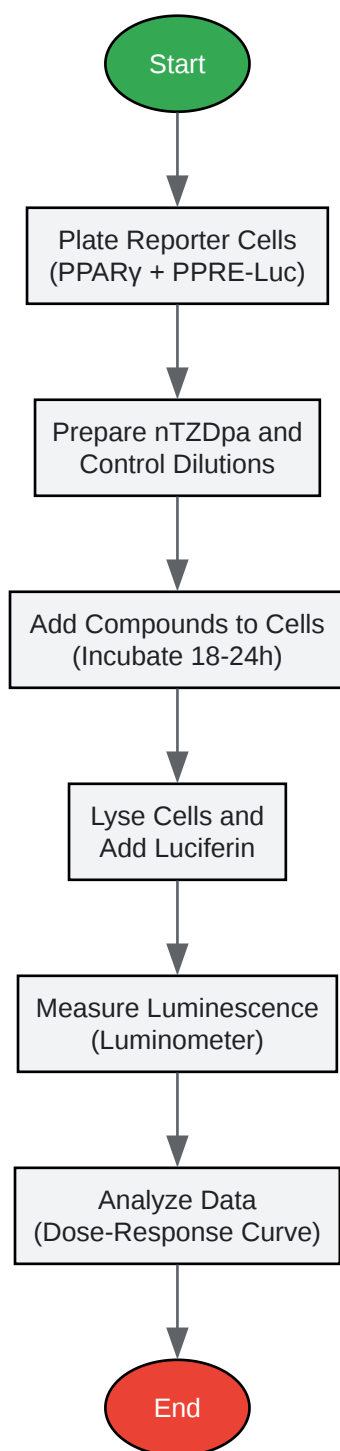 Start
Plate Reporter Cells
(PPARγ + PPRE-Luc)
Prepare nTZDpa and
Control Dilutions
Add Compounds to Cells
(Incubate 18-24h)
Lyse Cells and
Add Luciferin
Measure Luminescence
(Luminometer)
Analyze Data
(Dose-Response Curve)
End